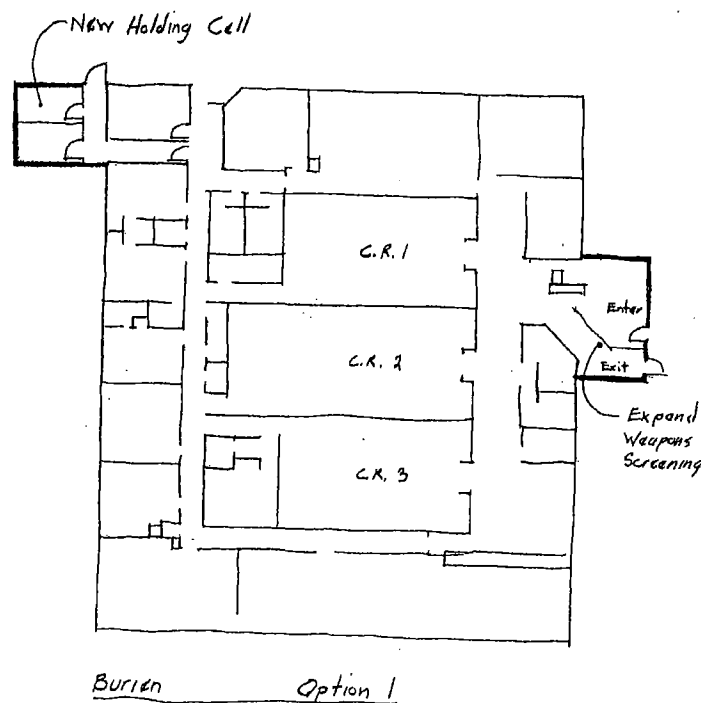 New Holding Cell
C.R. 1
Enter
C.R. 2
Exit
Expand
Weapons
Screening
C.R. 3
Burien Option 1